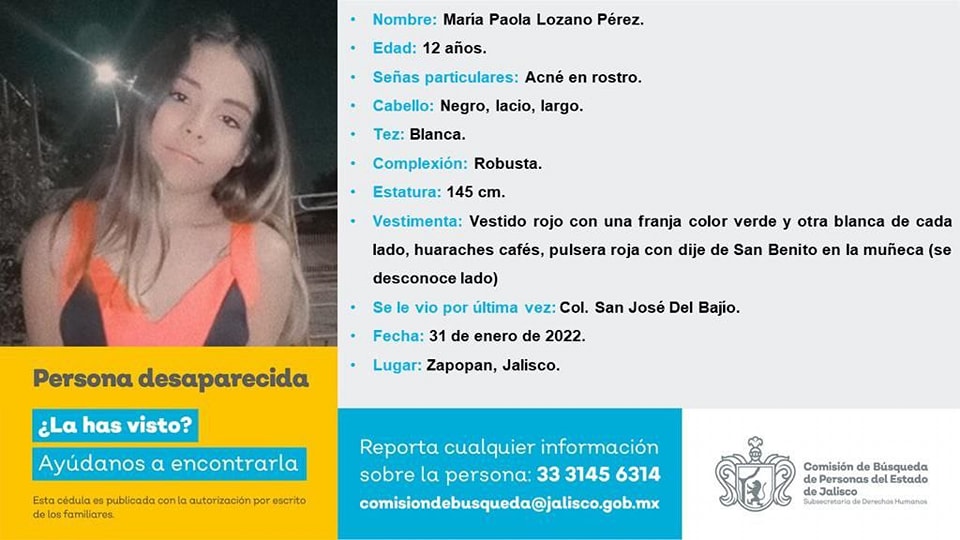 • Nombre: María Paola Lozano Pérez.
• Edad: 12 años.
• Señas particulares: Acné en rostro.
• Cabello: Negro, lacio, largo.
• Tez: Blanca.
• Complexión: Robusta.
• Estatura: 145 cm.
• Vestimenta: Vestido rojo con una franja color verde y otra blanca de cada
lado, huaraches cafés, pulsera roja con dije de San Benito en la muñeca (se
desconoce lado)
• Se le vio por última vez: Col. San José Del Bajío.
• Fecha: 31 de enero de 2022.
• Lugar: Zapopan, Jalisco.
Persona desaparecida
¿La has visto?
Ayúdanos a encontrarla
Esta cédula es publicada con la autorización por escrito
de los familiares.
Reporta cualquier información
sobre la persona: 33 3145 6314
comisiondebusqueda@jalisco.gob.mx
Comisión de Búsqueda
de Personas del Estado
de Jalisco
Subsecretaría de Derechos Humanos